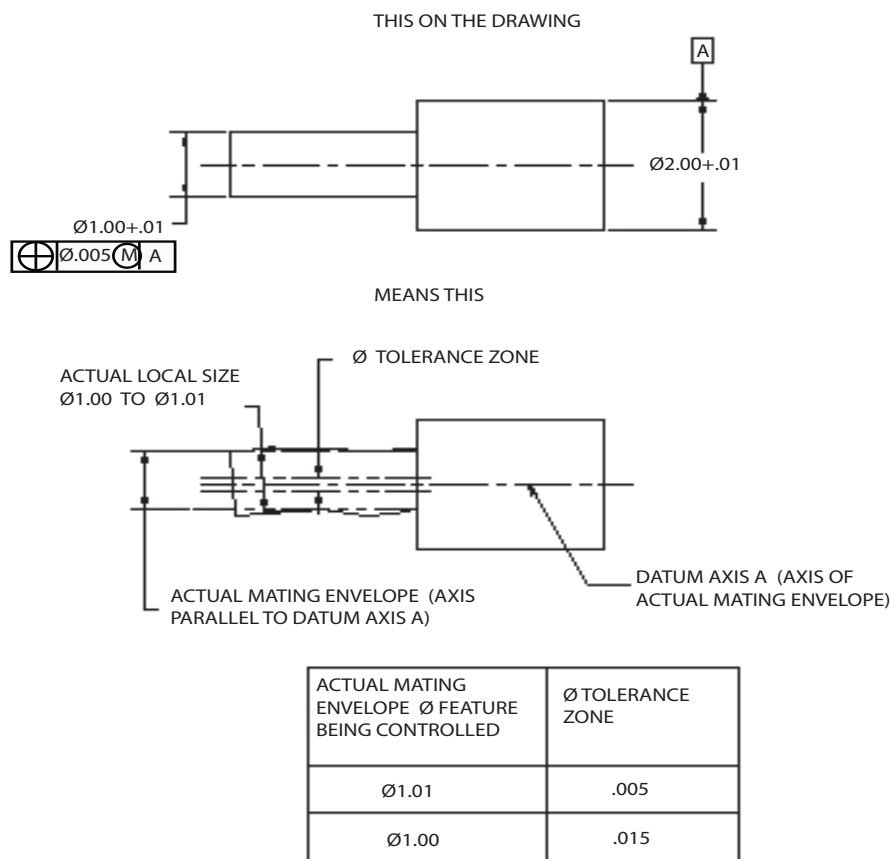 THIS ON THE DRAWING
A
Ø2.00+.01
Ø1.00+.01
Ø.005 M A
MEANS THIS
Ø TOLERANCE ZONE
ACTUAL LOCAL SIZE
Ø1.00 TO Ø1.01
DATUM AXIS A (AXIS OF
ACTUAL MATING ENVELOPE)
ACTUAL MATING ENVELOPE (AXIS
PARALLEL TO DATUM AXIS A)
ACTUAL MATING
ENVELOPE Ø FEATURE
BEING CONTROLLED
Ø TOLERANCE
ZONE
Ø1.01 .005
Ø1.00 .015